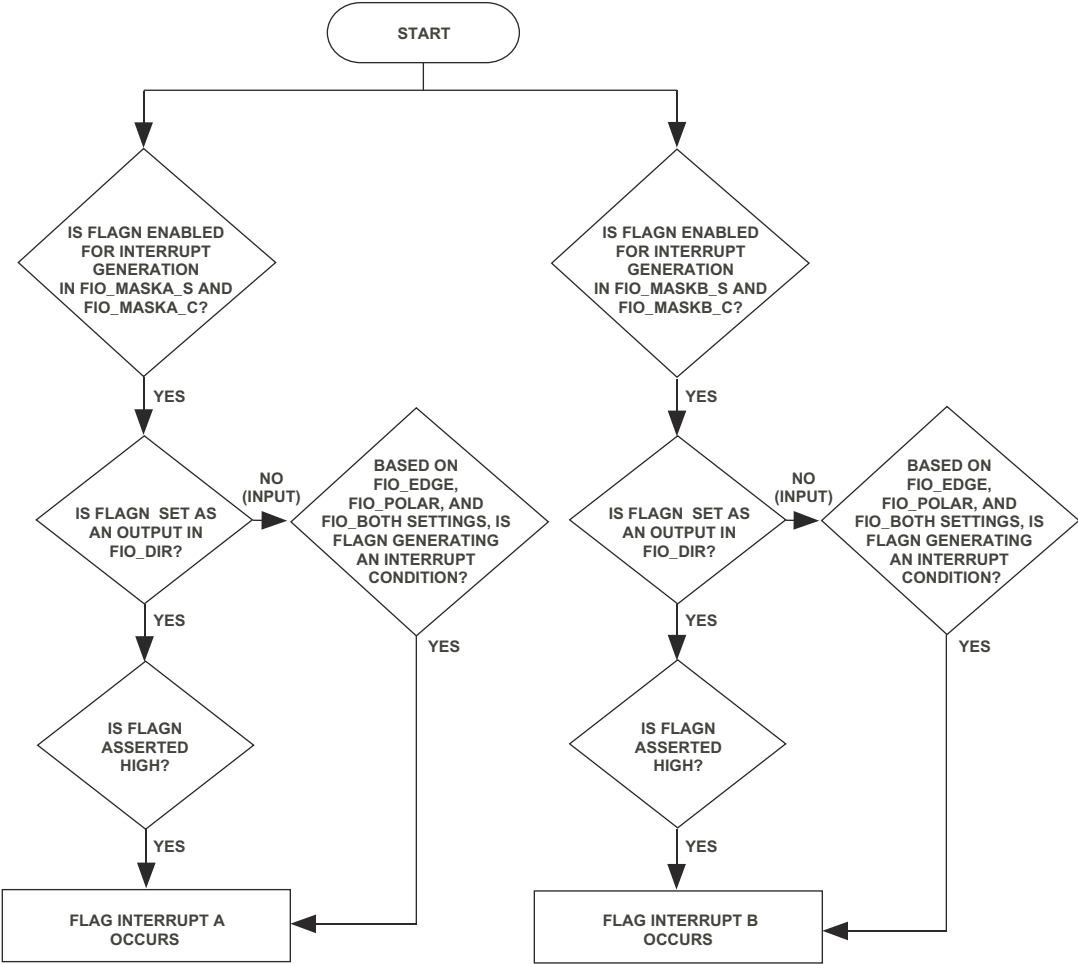 START
IS FLAGN ENABLED
FOR INTERRUPT
GENERATION
IN FIO_MASKA_S AND
FIO_MASKA_C?
YES
IS FLAGN SET AS
AN OUTPUT IN
FIO_DIR?
NO
(INPUT)
BASED ON
FIO_EDGE,
FIO_POLAR, AND
FIO_BOTH SETTINGS, IS
FLAGN GENERATING
AN INTERRUPT
CONDITION?
YES
YES
IS FLAGN
ASSERTED
HIGH?
YES
FLAG INTERRUPT A
OCCURS
IS FLAGN ENABLED
FOR INTERRUPT
GENERATION
IN FIO_MASKB_S AND
FIO_MASKB_C?
YES
IS FLAGN SET AS
AN OUTPUT IN
FIO_DIR?
NO
(INPUT)
BASED ON
FIO_EDGE,
FIO_POLAR, AND
FIO_BOTH SETTINGS, IS
FLAGN GENERATING
AN INTERRUPT
CONDITION?
YES
YES
IS FLAGN
ASSERTED
HIGH?
YES
FLAG INTERRUPT B
OCCURS